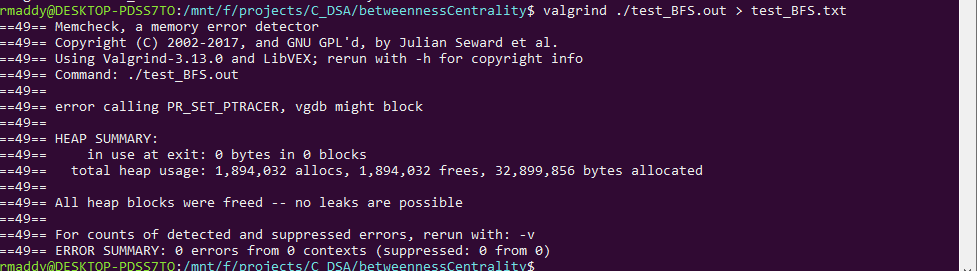 rmaddy@DESKTOP-PDSS7TO:/mnt/f/projects/C_DSA/betweennessCentrality$ valgrind ./test_BFS.out > test_BFS.txt
==49== Memcheck, a memory error detector
==49== Copyright (C) 2002-2017, and GNU GPL'd, by Julian Seward et al.
==49== Using Valgrind-3.13.0 and LibVEX; rerun with -h for copyright info
==49== Command: ./test_BFS.out
==49==
==49== error calling PR_SET_PTRACER, vgdb might block
==49==
==49== HEAP SUMMARY:
==49==     in use at exit: 0 bytes in 0 blocks
==49==   total heap usage: 1,894,032 allocs, 1,894,032 frees, 32,899,856 bytes allocated
==49==
==49== All heap blocks were freed -- no leaks are possible
==49==
==49== For counts of detected and suppressed errors, rerun with: -v
==49== ERROR SUMMARY: 0 errors from 0 contexts (suppressed: 0 from 0)
rmaddy@DESKTOP-PDSS7TO:/mnt/f/projects/C_DSA/betweennessCentrality$